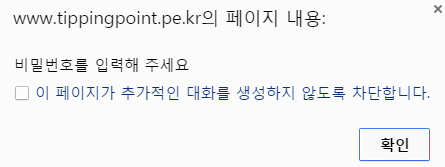 www.tippingpoint.pe.kr의 페이지 내용:
비밀번호를 입력해 주세요
이 페이지가 추가적인 대화를 생성하지 않도록 차단합니다.
확인